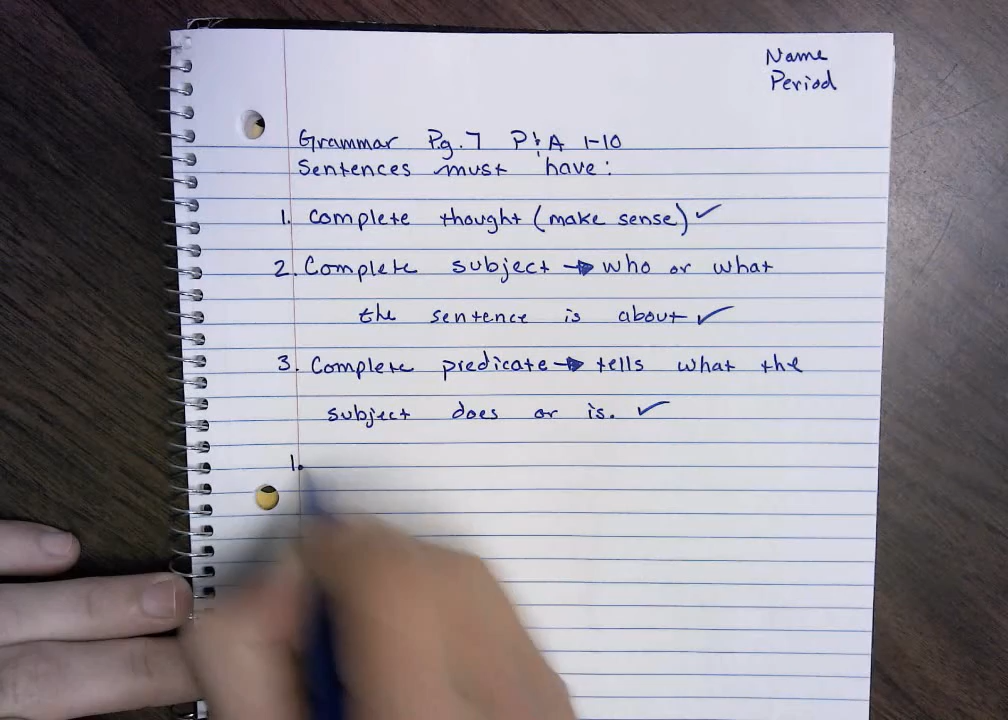 Name
Period
Grammar Pg. 7 P&A 1-10
Sentences must have:
1. Complete thought (make sense) ✓
2. Complete subject → who or what
the sentence is about ✓
3. Complete predicate → tells what the
subject does or is. ✓
1.